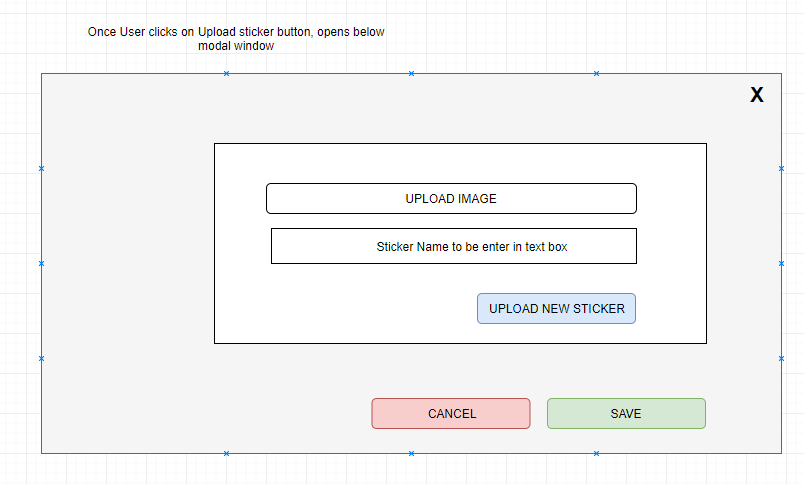 Once User clicks on Upload sticker button, opens below
modal window
X
UPLOAD IMAGE
Sticker Name to be enter in text box
UPLOAD NEW STICKER
CANCEL
SAVE